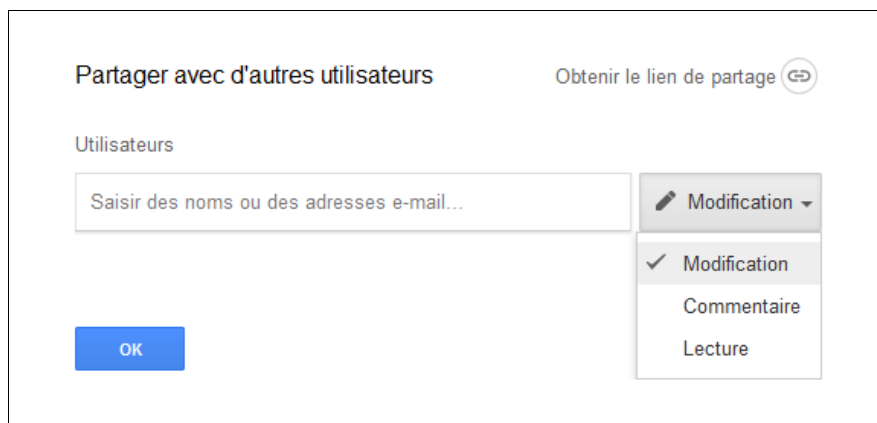 Partager avec d'autres utilisateurs
Obtenir le lien de partage
Utilisateurs
Saisir des noms ou des adresses e-mail...
Modification
Modification
Commentaire
Lecture
OK